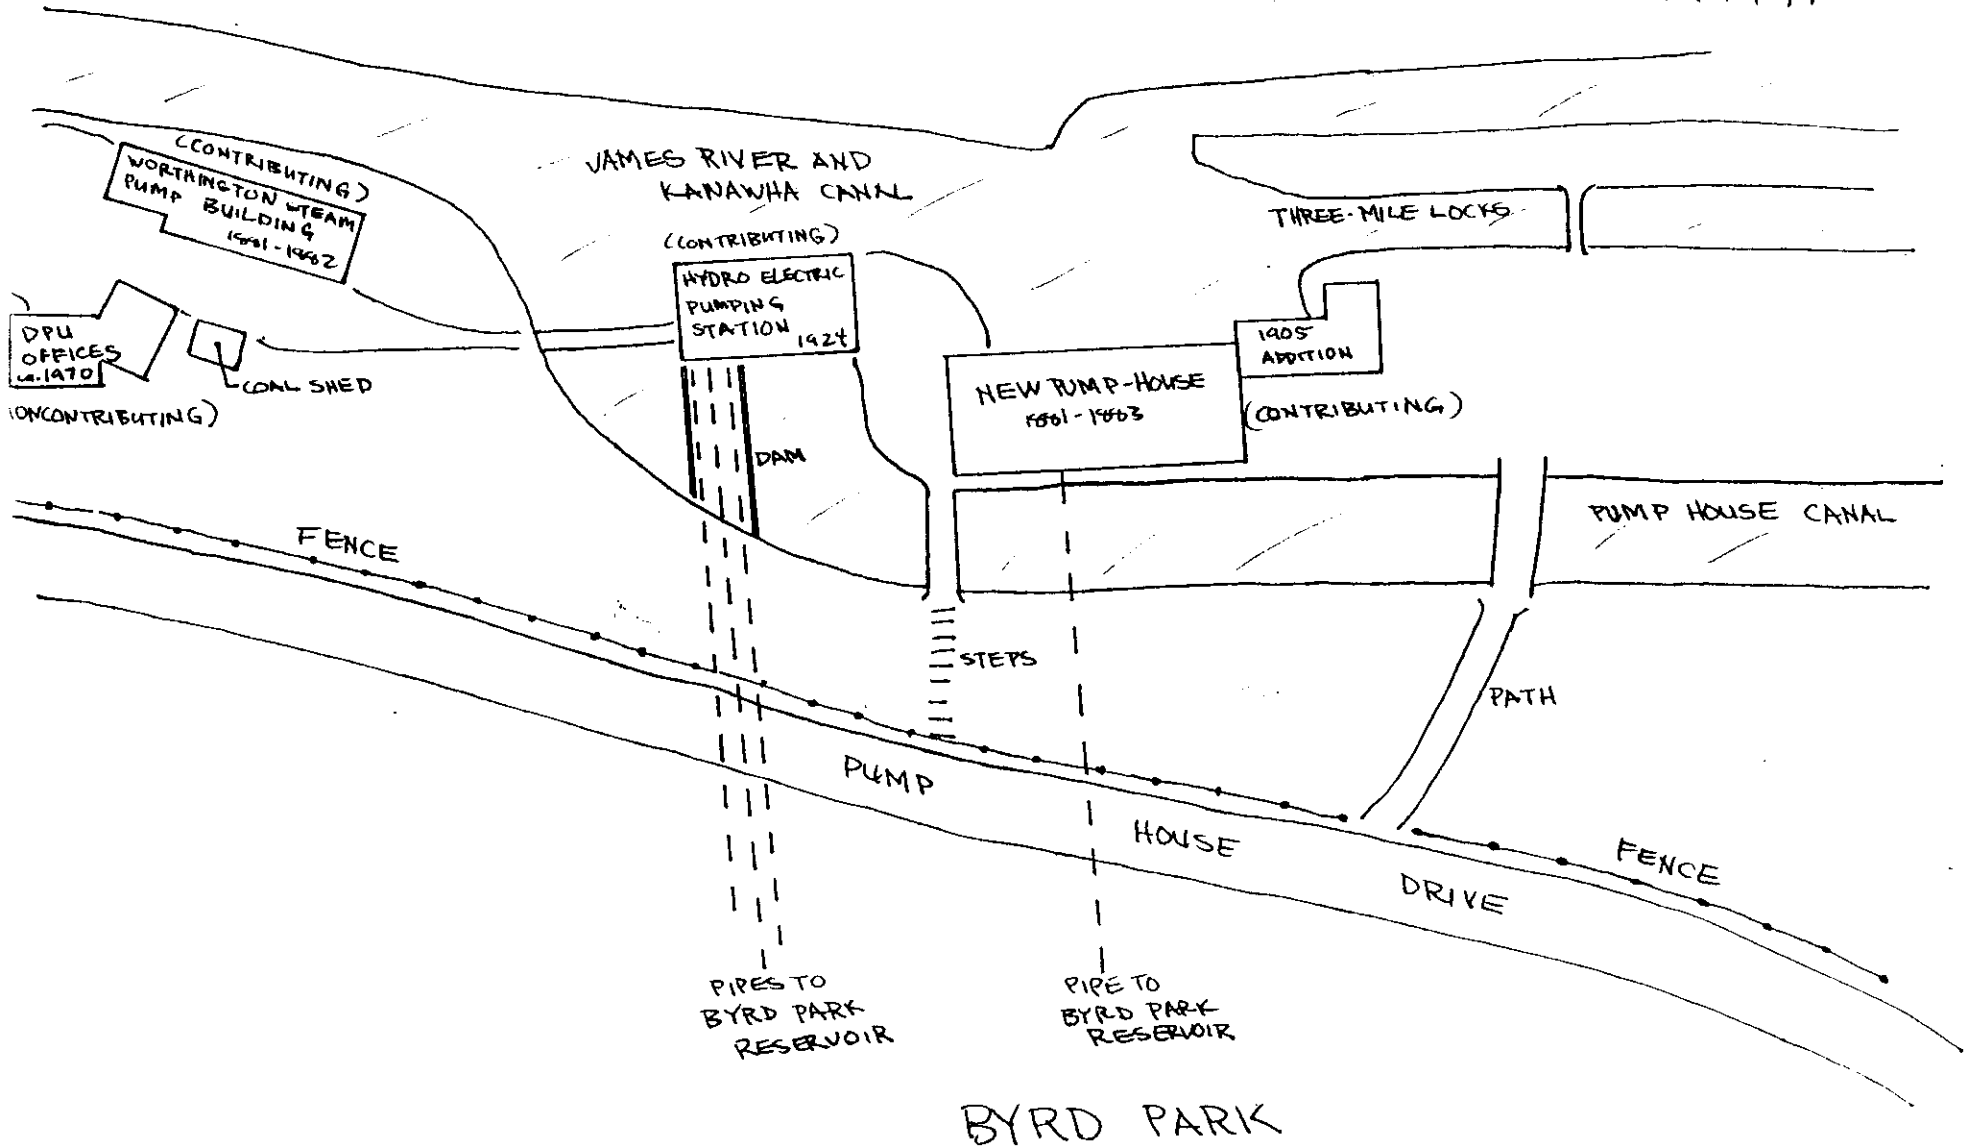 (CONTRIBUTING)
WORTHINGTON STEAM
PUMP BUILDING
1881-1882
JAMES RIVER AND
KANAWHA CANAL
(CONTRIBUTING)
HYDRO ELECTRIC
PUMPING
STATION 1924
THREE-MILE LOCKS
1905
ADDITION
NEW PUMP-HOUSE
1881-1883
(CONTRIBUTING)
DPU
OFFICES
ca. 1970
COAL SHED
ONCONTRIBUTING)
DAM
PUMP HOUSE CANAL
FENCE
STEPS
PATH
PUMP
HOUSE
DRIVE
FENCE
PIPES TO
BYRD PARK
RESERVOIR
PIPE TO
BYRD PARK
RESERVOIR
BYRD PARK